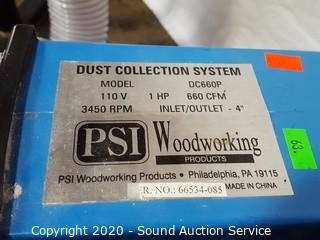 DUST COLLECTION SYSTEM
MODEL DC660P
110 V 1 HP 660 CFM
3450 RPM INLET/OUTLET - 4"
PSI Woodworking
PRODUCTS
PSI Woodworking Products • Philadelphia, PA 19115
ER. NO.: 66534-085 MADE IN CHINA
63.
Copyright 2020 - Sound Auction Service